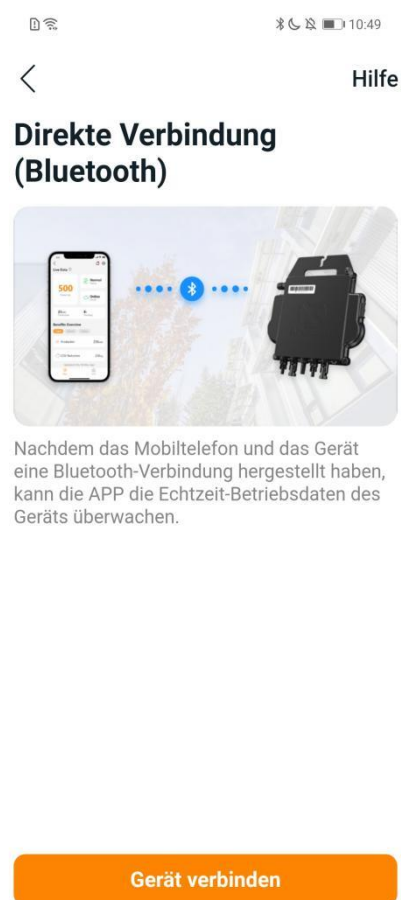 10:49
Hilfe
Direkte Verbindung
(Bluetooth)
500
Nachdem das Mobiltelefon und das Gerät
eine Bluetooth-Verbindung hergestellt haben,
kann die APP die Echtzeit-Betriebsdaten des
Geräts überwachen.
Gerät verbinden